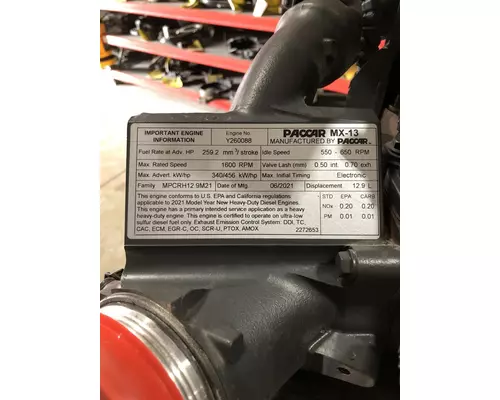 IMPORTANT ENGINE INFORMATION
Engine No. Y260088
PACCAR MX-13
MANUFACTURED BY PACCAR.
Fuel Rate at Adv. HP 259.2 mm³/ stroke
Idle Speed 550 - 650 RPM
Max. Rated Speed 1600 RPM
Valve Lash (mm) 0.50 int. 0.70 exh.
Max. Advert. kW/hp 340/456 kW/hp
Max. Initial Timing Electronic
Family MPCRH12.9M21
Date of Mfg. 06/2021
Displacement 12.9 L
This engine conforms to U.S. EPA and California regulations
applicable to 2021 Model Year New Heavy-Duty Diesel Engines.
This engine has a primary intended service application as a heavy
heavy-duty engine. This engine is certified to operate on ultra-low
sulfur diesel fuel only. Exhaust Emission Control System: DDI, TC,
CAC, ECM, EGR-C, OC, SCR-U, PTOX, AMOX
2272653
STD EPA CARB
NOx 0.20 0.20
PM 0.01 0.01